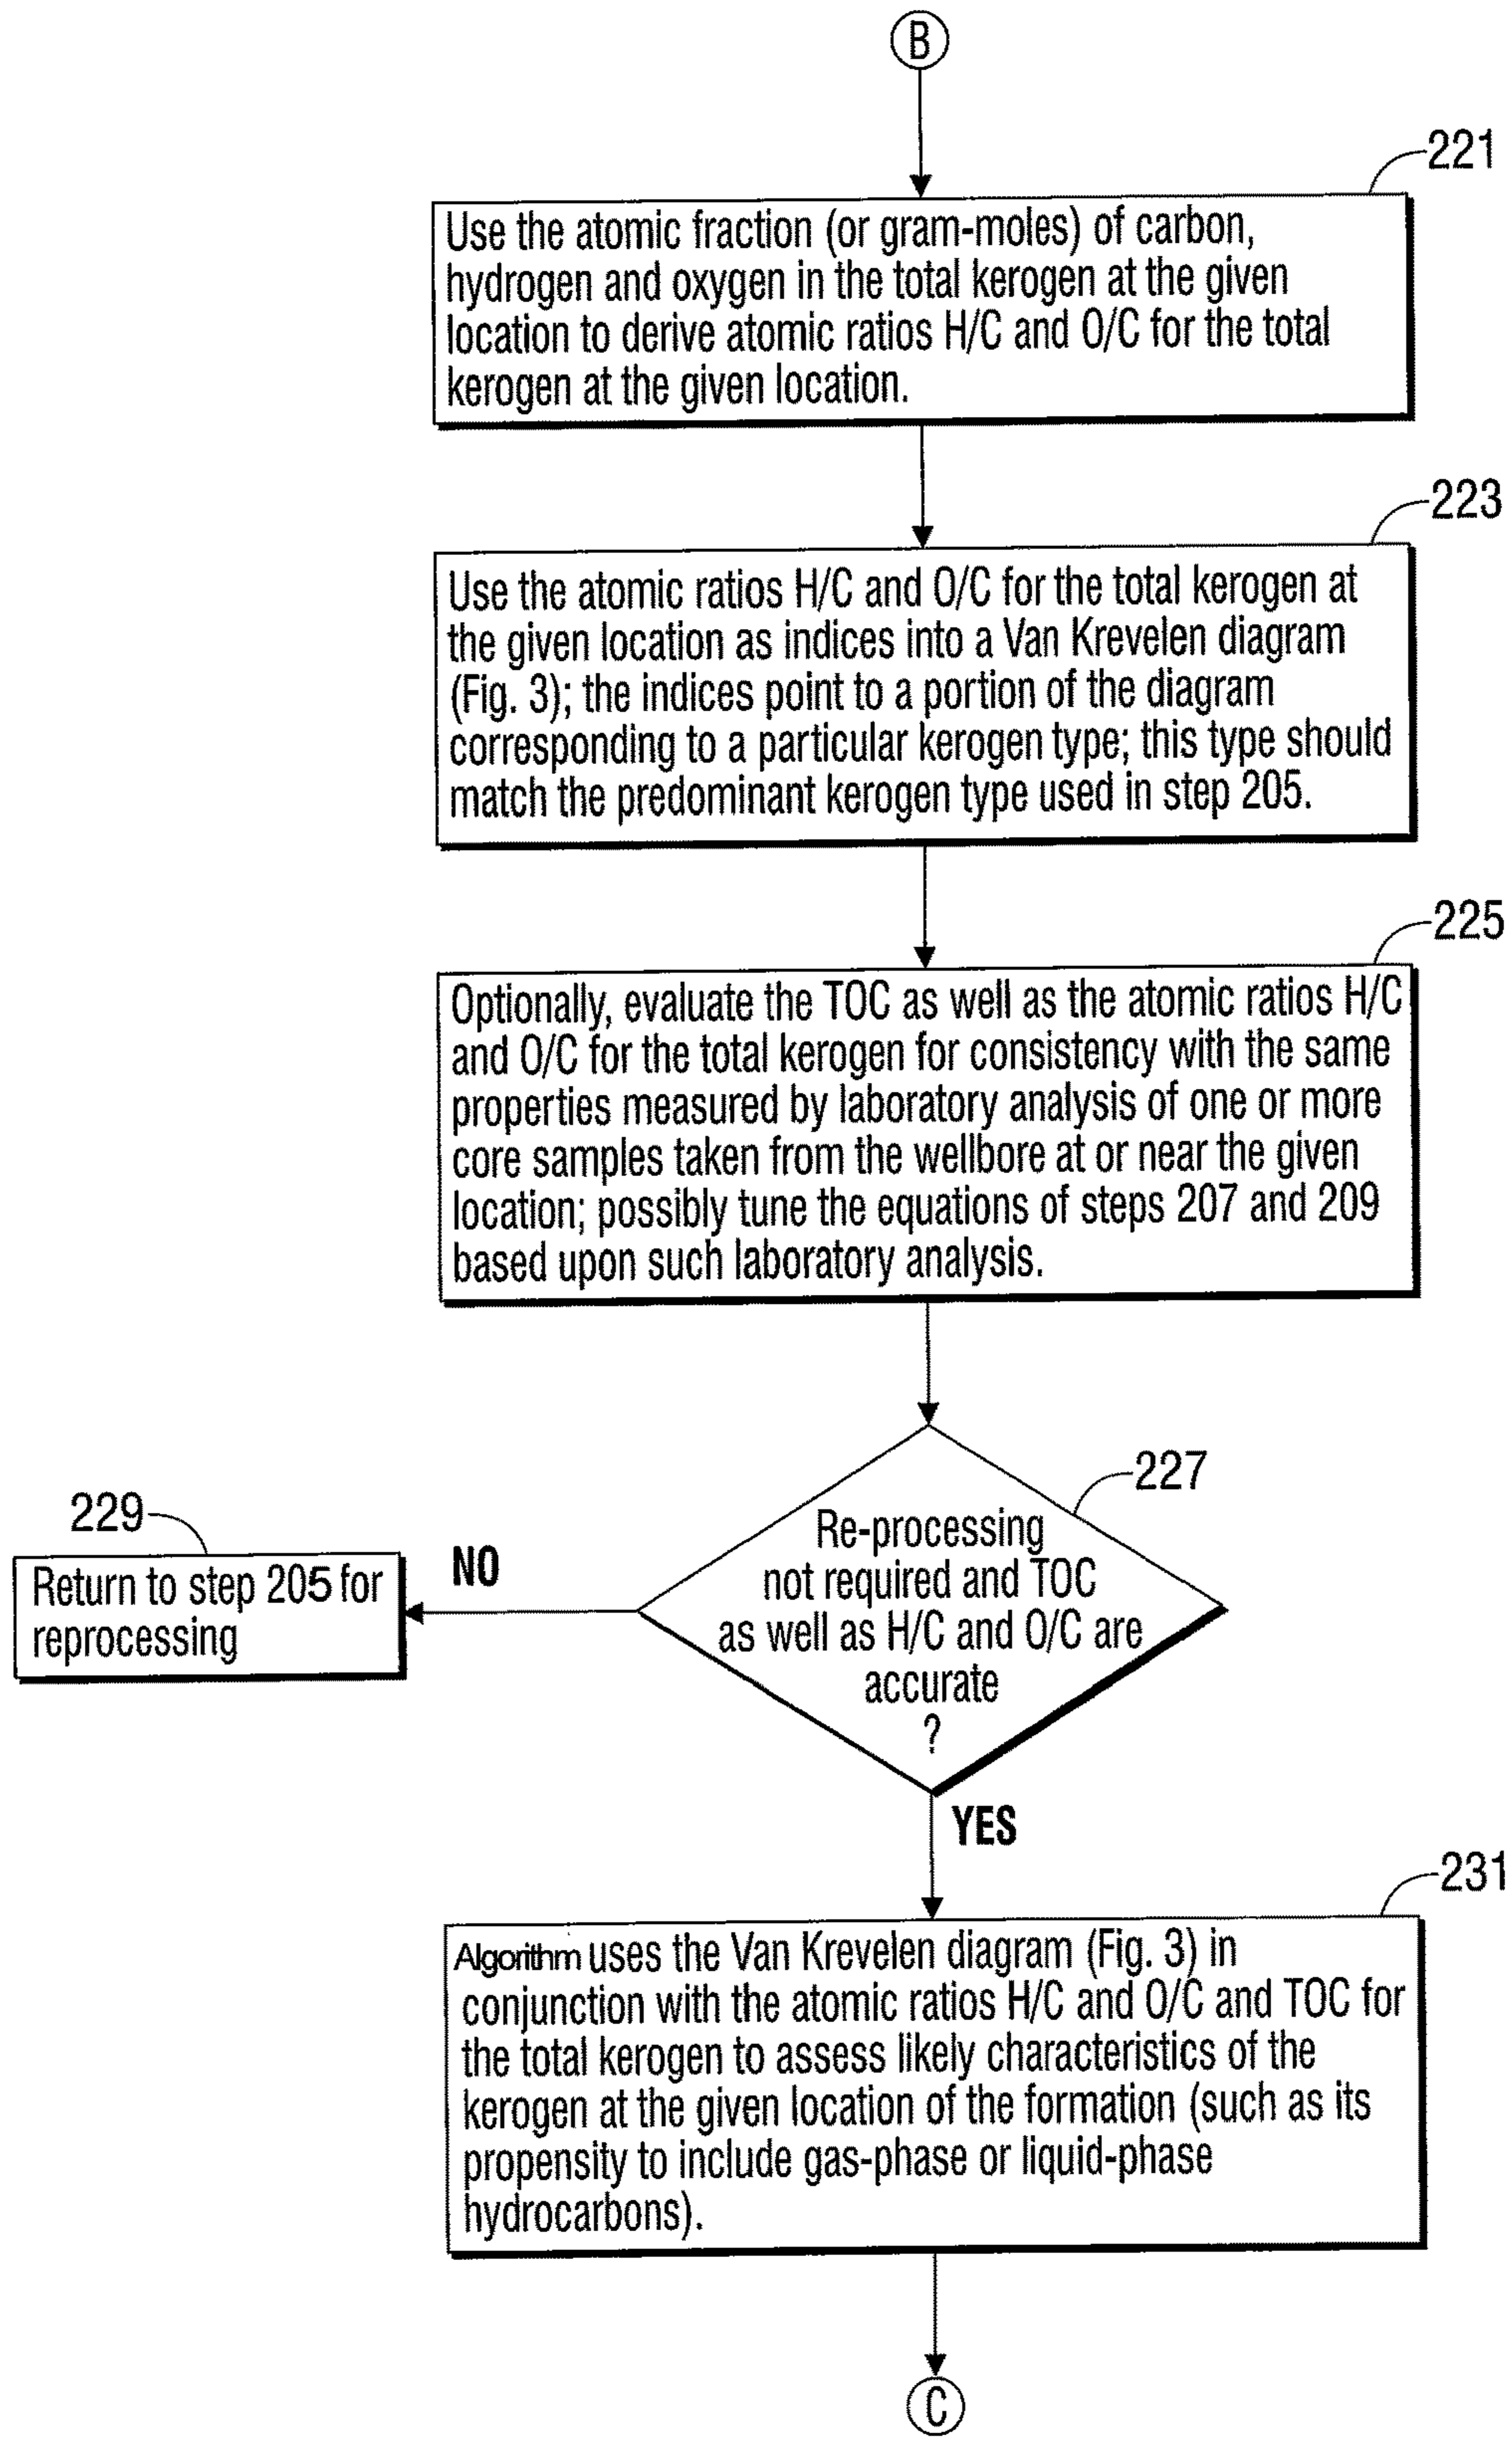 B
221
Use the atomic fraction (or gram-moles) of carbon,
hydrogen and oxygen in the total kerogen at the given
location to derive atomic ratios H/C and O/C for the total
kerogen at the given location.
223
Use the atomic ratios H/C and O/C for the total kerogen at
the given location as indices into a Van Krevelen diagram
(Fig. 3); the indices point to a portion of the diagram
corresponding to a particular kerogen type; this type should
match the predominant kerogen type used in step 205.
225
Optionally, evaluate the TOC as well as the atomic ratios H/C
and O/C for the total kerogen for consistency with the same
properties measured by laboratory analysis of one or more
core samples taken from the wellbore at or near the given
location; possibly tune the equations of steps 207 and 209
based upon such laboratory analysis.
227
Re-processing
not required and TOC
as well as H/C and O/C are
accurate
?
229
NO
Return to step 205 for
reprocessing
YES
231
Algorithm uses the Van Krevelen diagram (Fig. 3) in
conjunction with the atomic ratios H/C and O/C and TOC for
the total kerogen to assess likely characteristics of the
kerogen at the given location of the formation (such as its
propensity to include gas-phase or liquid-phase
hydrocarbons).
C